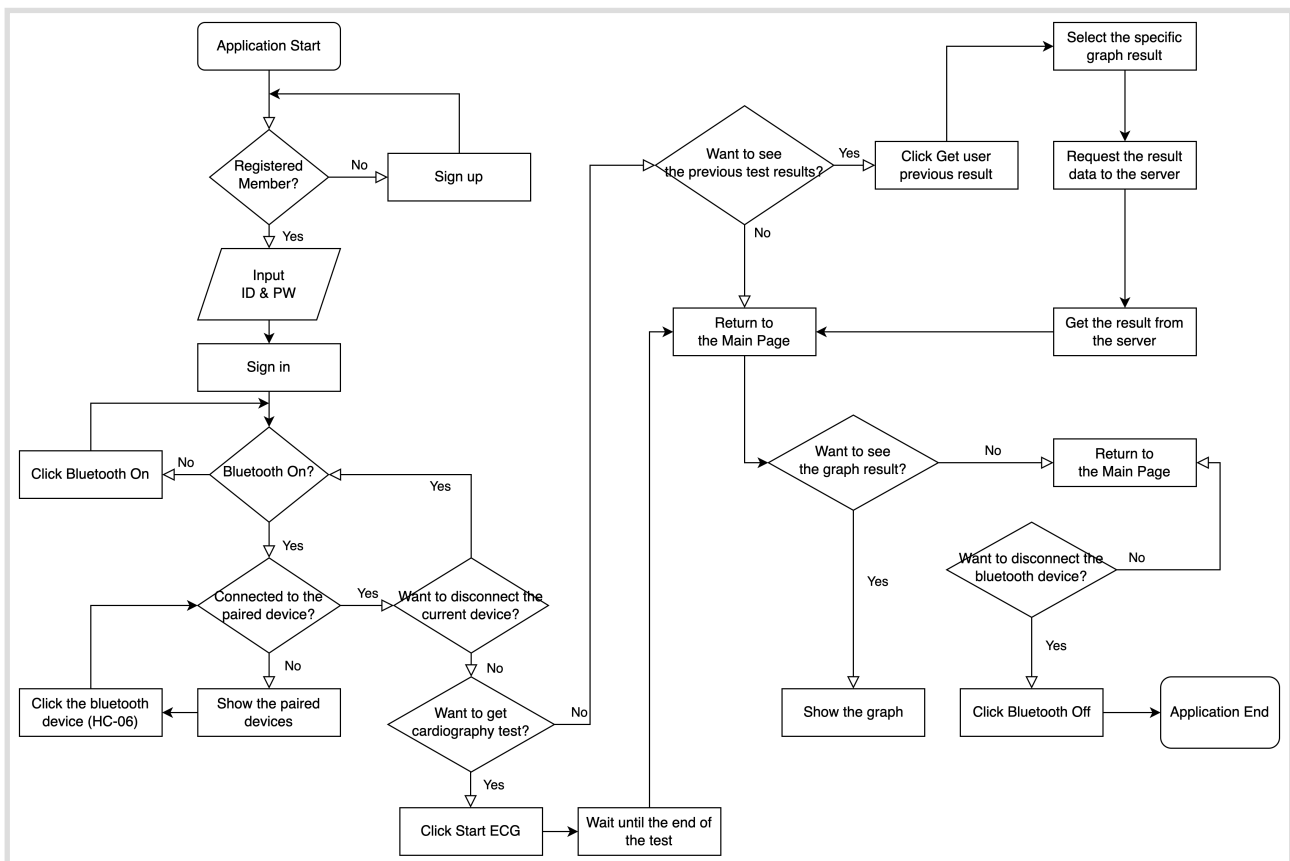 Application Start
Registered
Member?
No
Sign up
Yes
Input
ID & PW
Sign in
Click Bluetooth On
No
Bluetooth On?
Yes
Yes
Connected to the
paired device?
Yes
Want to disconnect the
current device?
No
No
Click the bluetooth
device (HC-06)
Show the paired
devices
Want to get
cardiography test?
No
Yes
Click Start ECG
Wait until the end of
the test
Want to see
the previous test results?
Yes
No
Click Get user
previous result
Select the specific
graph result
Request the result
data to the server
Get the result from
the server
Return to
the Main Page
Want to see
the graph result?
No
Return to
the Main Page
Yes
Show the graph
Want to disconnect the
bluetooth device?
No
Yes
Click Bluetooth Off
Application End